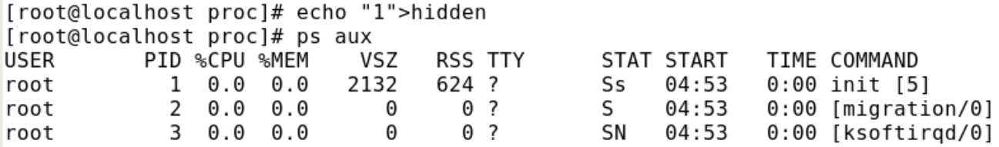 [root@localhost proc]# echo "1">hidden
[root@localhost proc]# ps aux
USER       PID %CPU %MEM    VSZ   RSS TTY      STAT START   TIME COMMAND
root         1  0.0  0.0   2132   624 ?        Ss   04:53   0:00 init [5]
root         2  0.0  0.0      0     0 ?        S    04:53   0:00 [migration/0]
root         3  0.0  0.0      0     0 ?        SN   04:53   0:00 [ksoftirqd/0]